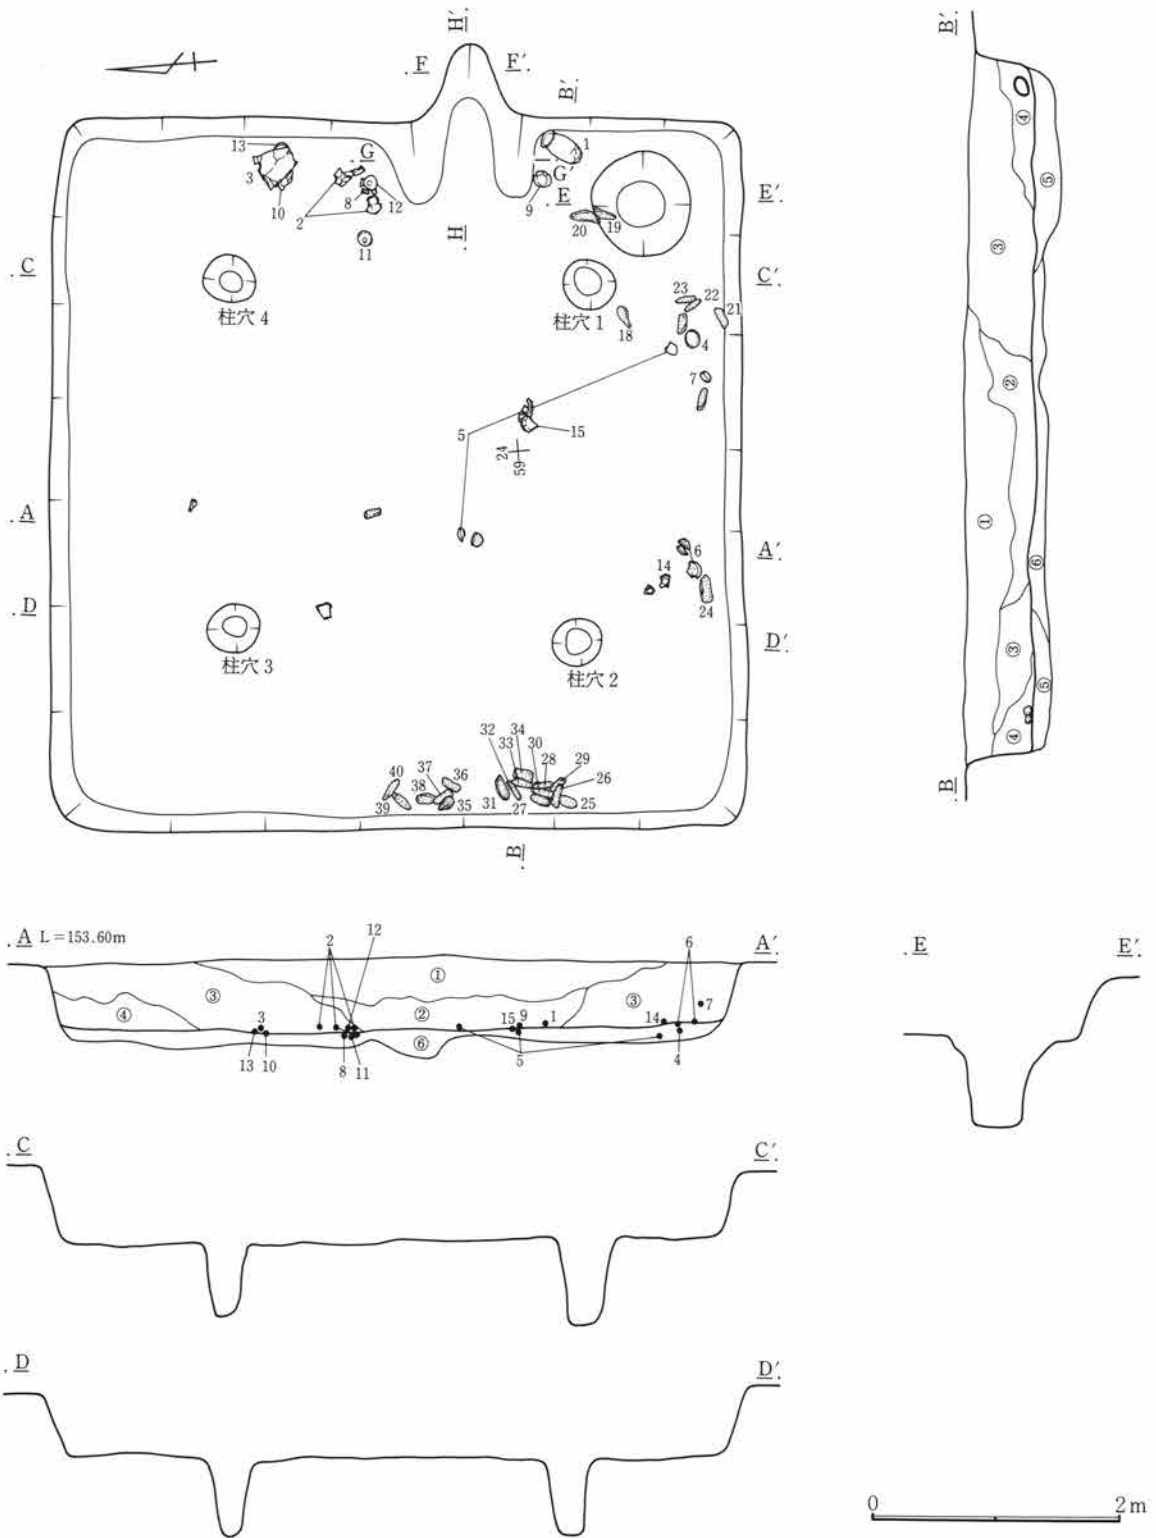 H H′.
.F F′.
B′.
B′.
13
3
10
G
8
12
2
11
1
G′
.E
9
20 19
E′.
H
.C
C′.
柱穴 4
柱穴 1
23
22
21
18
4
7
5
15
24
59
.A
A′.
14
6
24
.D
D′.
柱穴 3
柱穴 2
34
32
33
30
28
29
26
40
37
36
38
39
35
31
27
25
.B
④
⑤
③
②
①
⑥
③
⑤
④
.B
.A L=153.60m
12
2
6
A′.
①
③
②
③
④
⑥
3
15
9
1
14
7
13 10
8 11
5
4
.E E′.
.C C′.
.D D′.
0 2m